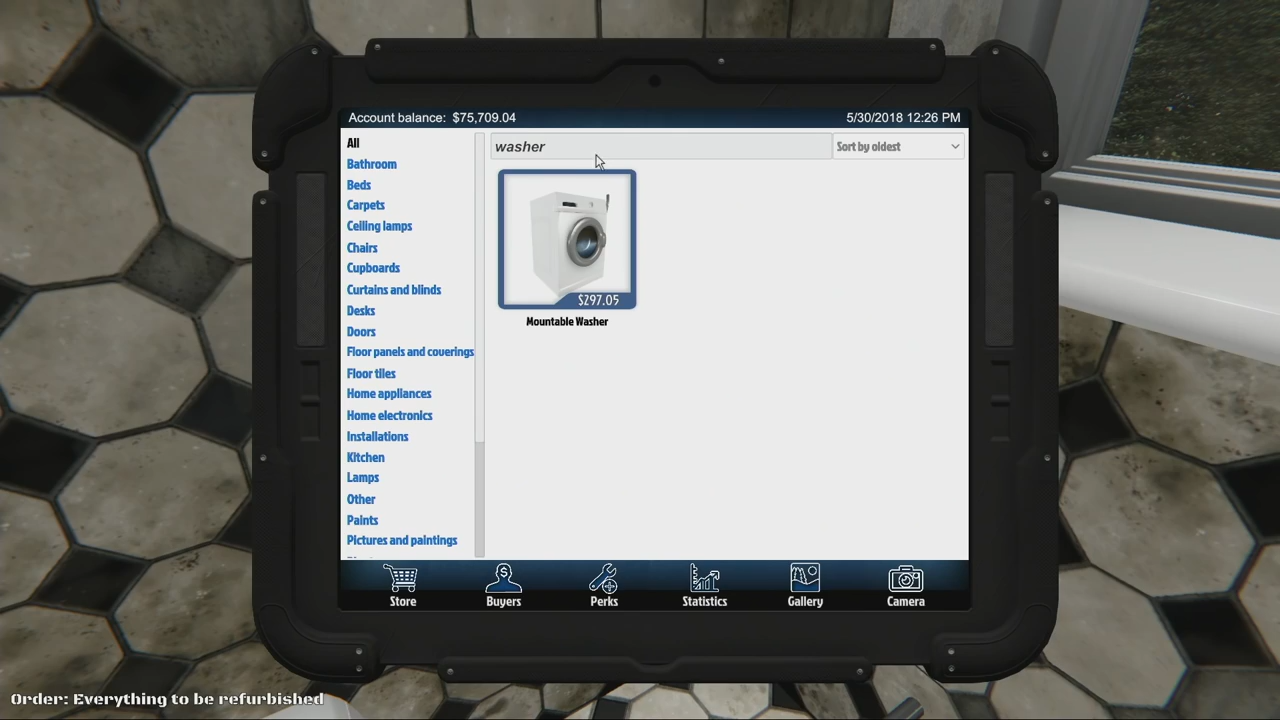 Account balance: $75,709.04
5/30/2018 12:26 PM
All
Bathroom
Beds
Carpets
Ceiling lamps
Chairs
Cupboards
Curtains and blinds
Desks
Doors
Floor panels and coverings
Floor tiles
Home appliances
Home electronics
Installations
Kitchen
Lamps
Other
Paints
Pictures and paintings
washer
Sort by oldest
$297.05
Mountable Washer
Store
Buyers
Perks
Statistics
Gallery
Camera
Order: Everything to be refurbished